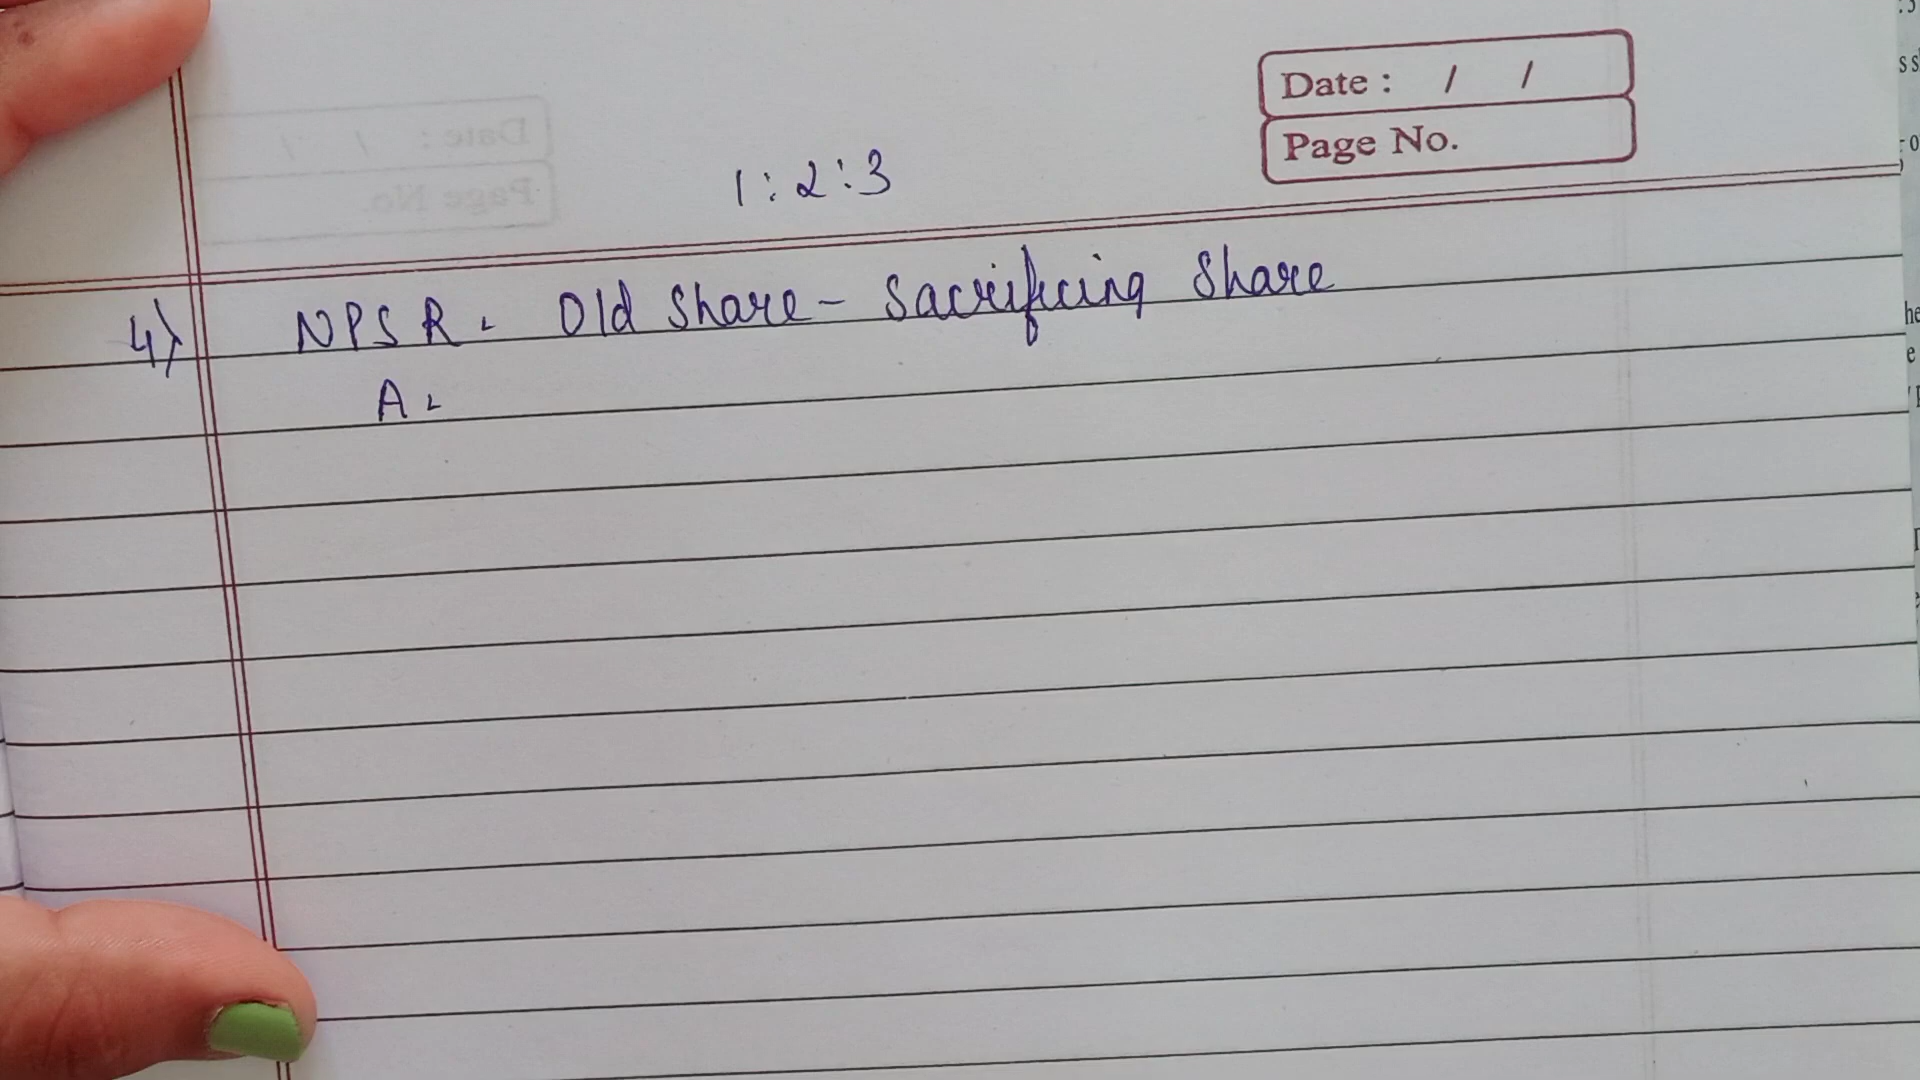 Date : / /
Page No.
1:2:3
4) NPSR = Old Share - Sacrificing Share
A =